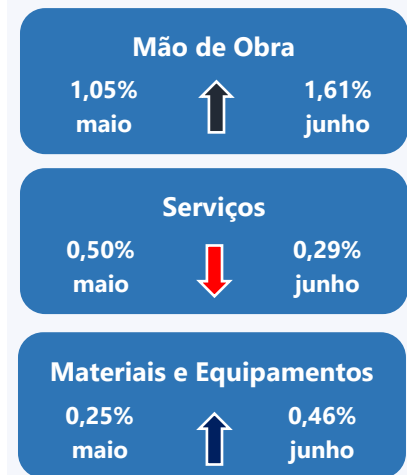 Mão de Obra
1,05% 1,61%
maio junho
Serviços
0,50% 0,29%
maio junho
Materiais e Equipamentos
0,25% 0,46%
maio junho